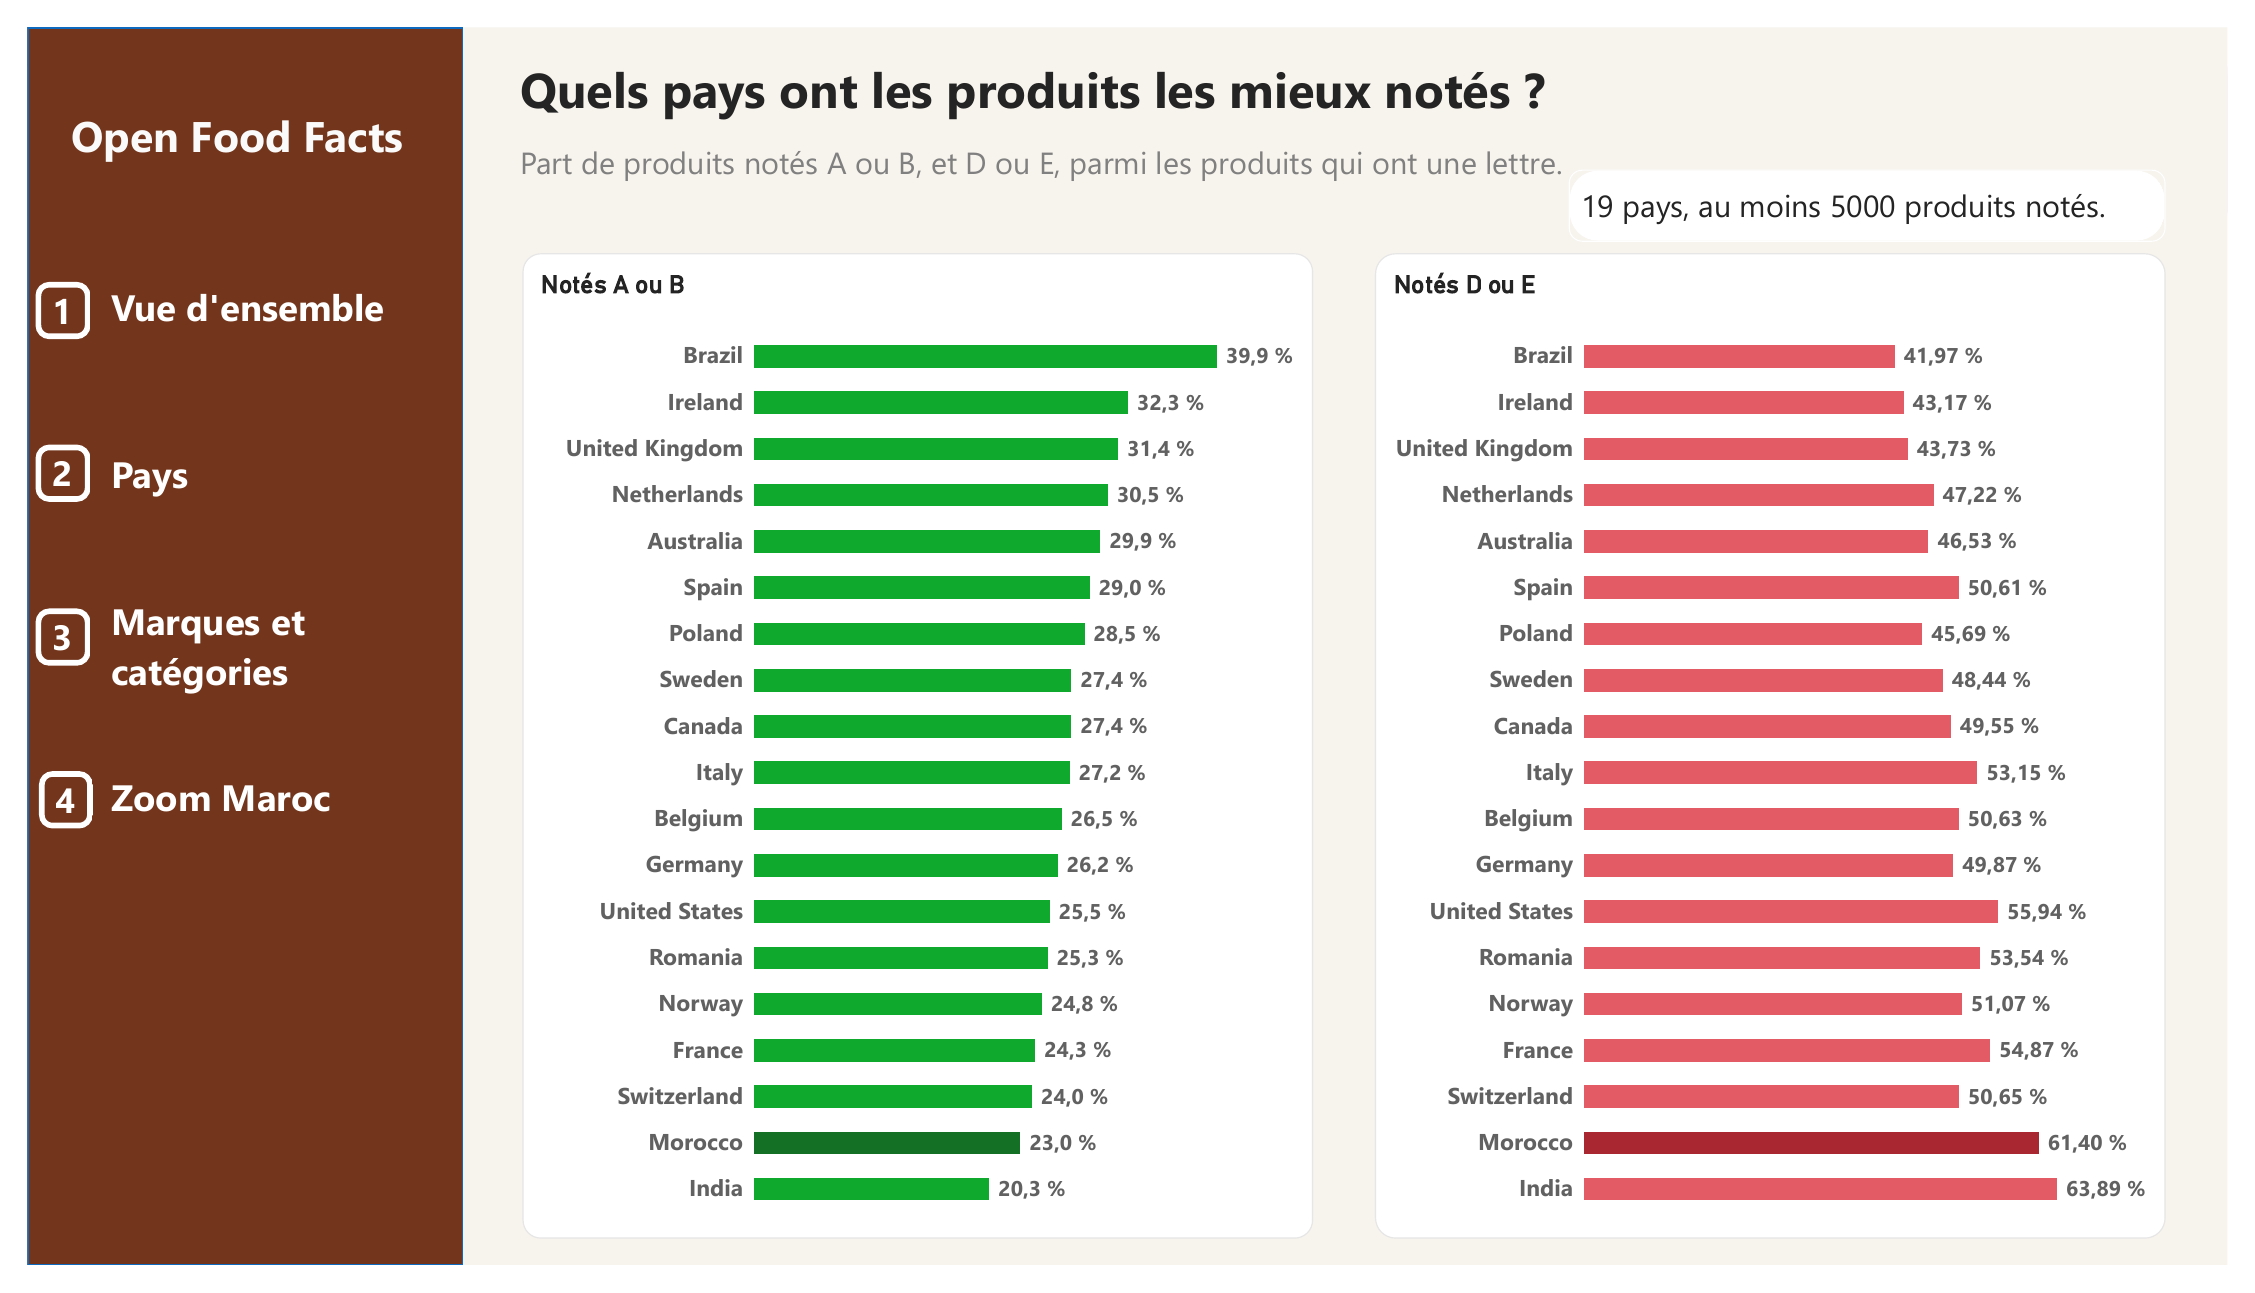 Open Food Facts
1 Vue d'ensemble
2 Pays
3 Marques et
catégories
4 Zoom Maroc
Quels pays ont les produits les mieux notés ?
Part de produits notés A ou B, et D ou E, parmi les produits qui ont une lettre.
19 pays, au moins 5000 produits notés.
Notés A ou B
Brazil 39,9 %
Ireland 32,3 %
United Kingdom 31,4 %
Netherlands 30,5 %
Australia 29,9 %
Spain 29,0 %
Poland 28,5 %
Sweden 27,4 %
Canada 27,4 %
Italy 27,2 %
Belgium 26,5 %
Germany 26,2 %
United States 25,5 %
Romania 25,3 %
Norway 24,8 %
France 24,3 %
Switzerland 24,0 %
Morocco 23,0 %
India 20,3 %
Notés D ou E
Brazil 41,97 %
Ireland 43,17 %
United Kingdom 43,73 %
Netherlands 47,22 %
Australia 46,53 %
Spain 50,61 %
Poland 45,69 %
Sweden 48,44 %
Canada 49,55 %
Italy 53,15 %
Belgium 50,63 %
Germany 49,87 %
United States 55,94 %
Romania 53,54 %
Norway 51,07 %
France 54,87 %
Switzerland 50,65 %
Morocco 61,40 %
India 63,89 %